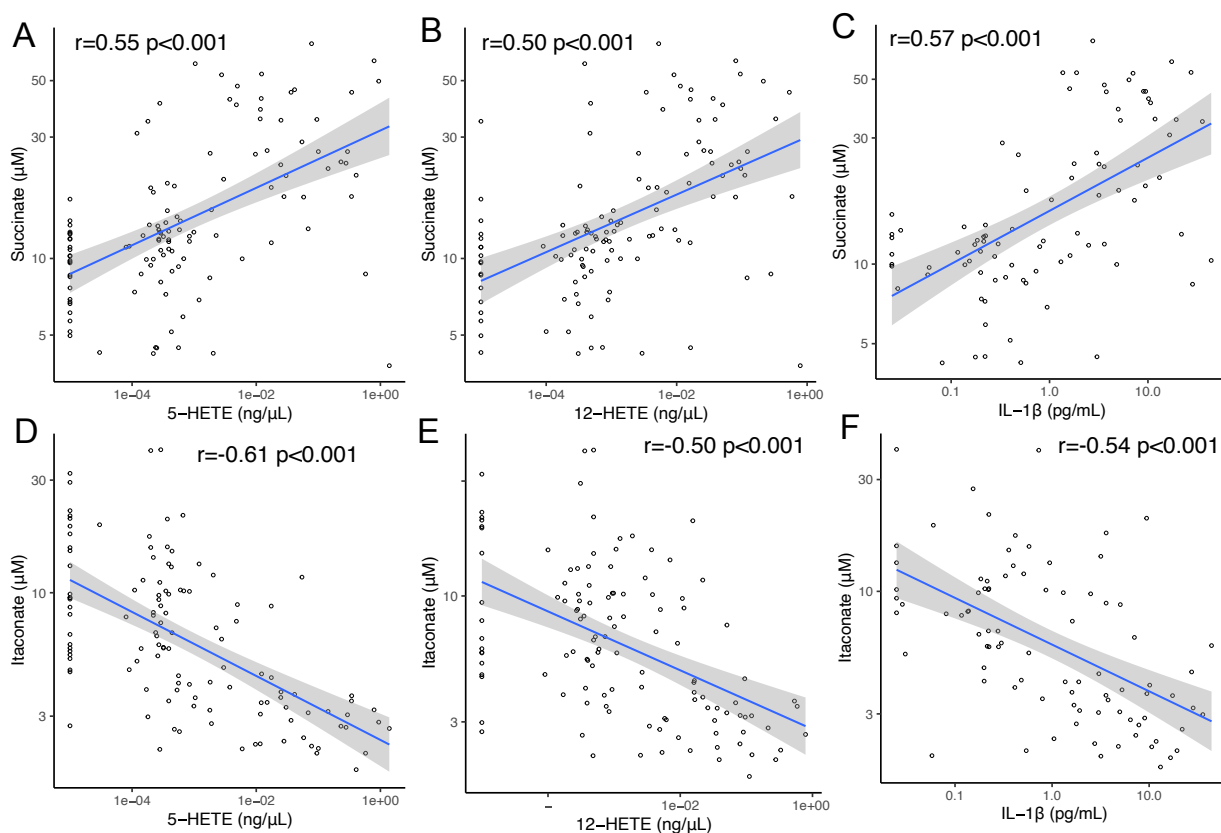 A
r=0.55 p<0.001
50
30
10
5
Succinate (µM)
1e−04
1e−02
1e+00
5−HETE (ng/µL)
B
r=0.50 p<0.001
50
30
10
5
Succinate (µM)
1e−04
1e−02
1e+00
12−HETE (ng/µL)
C
r=0.57 p<0.001
50
30
10
5
Succinate (µM)
0.1
1.0
10.0
IL−1β (pg/mL)
D
r=-0.61 p<0.001
30
10
3
Itaconate (µM)
1e−04
1e−02
1e+00
5−HETE (ng/µL)
E
r=-0.50 p<0.001
30
10
3
Itaconate (µM)
−
1e−02
1e+00
12−HETE (ng/µL)
F
r=-0.54 p<0.001
30
10
3
Itaconate (µM)
0.1
1.0
10.0
IL−1β (pg/mL)